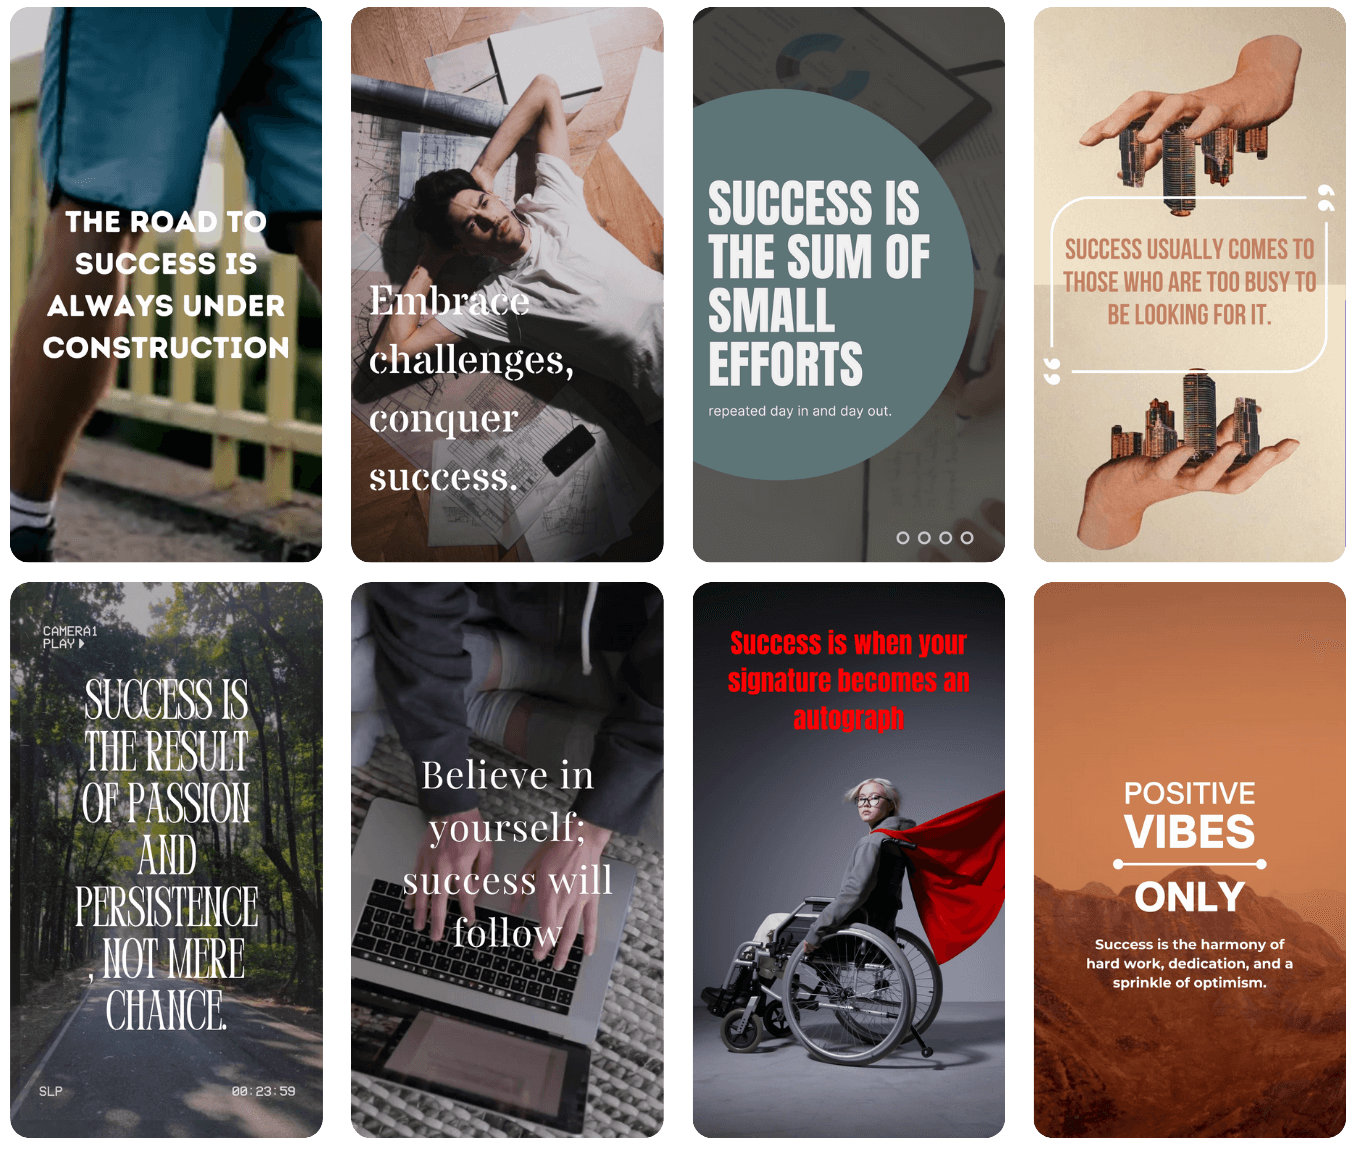 THE ROAD TO
SUCCESS IS
ALWAYS UNDER
CONSTRUCTION
Embrace
challenges,
conquer
success.
SUCCESS IS
THE SUM OF
SMALL
EFFORTS
repeated day in and day out.
SUCCESS USUALLY COMES TO
THOSE WHO ARE TOO BUSY TO
BE LOOKING FOR IT.
CAMERA1
PLAY
SUCCESS IS
THE RESULT
OF PASSION
AND
PERSISTENCE
, NOT MERE
CHANCE.
SLP 00:23:59
Believe in
yourself;
success will
follow
Success is when your
signature becomes an
autograph
POSITIVE
VIBES
ONLY
Success is the harmony of
hard work, dedication, and a
sprinkle of optimism.